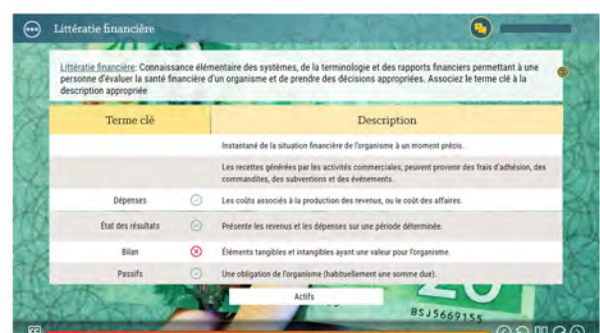 Littératie financière
Littératie financière: Connaissance élémentaire des systèmes, de la terminologie et des rapports financiers permettant à une
personne d'évaluer la santé financière d'un organisme et de prendre des décisions appropriées. Associez le terme clé à la
description appropriée
Terme clé Description
Instantané de la situation financière de l'organisme à un moment précis.
Les recettes générées par les activités commerciales; peuvent provenir des frais d'adhésion, des
commandites, des subventions et des événements.
Dépenses Les coûts associés à la production des revenus, ou le coût des affaires.
État des résultats Présente les revenus et les dépenses sur une période déterminée.
Bilan Éléments tangibles et intangibles ayant une valeur pour l'organisme.
Passifs Une obligation de l'organisme (habituellement une somme due).
Actifs
BSJ5669155